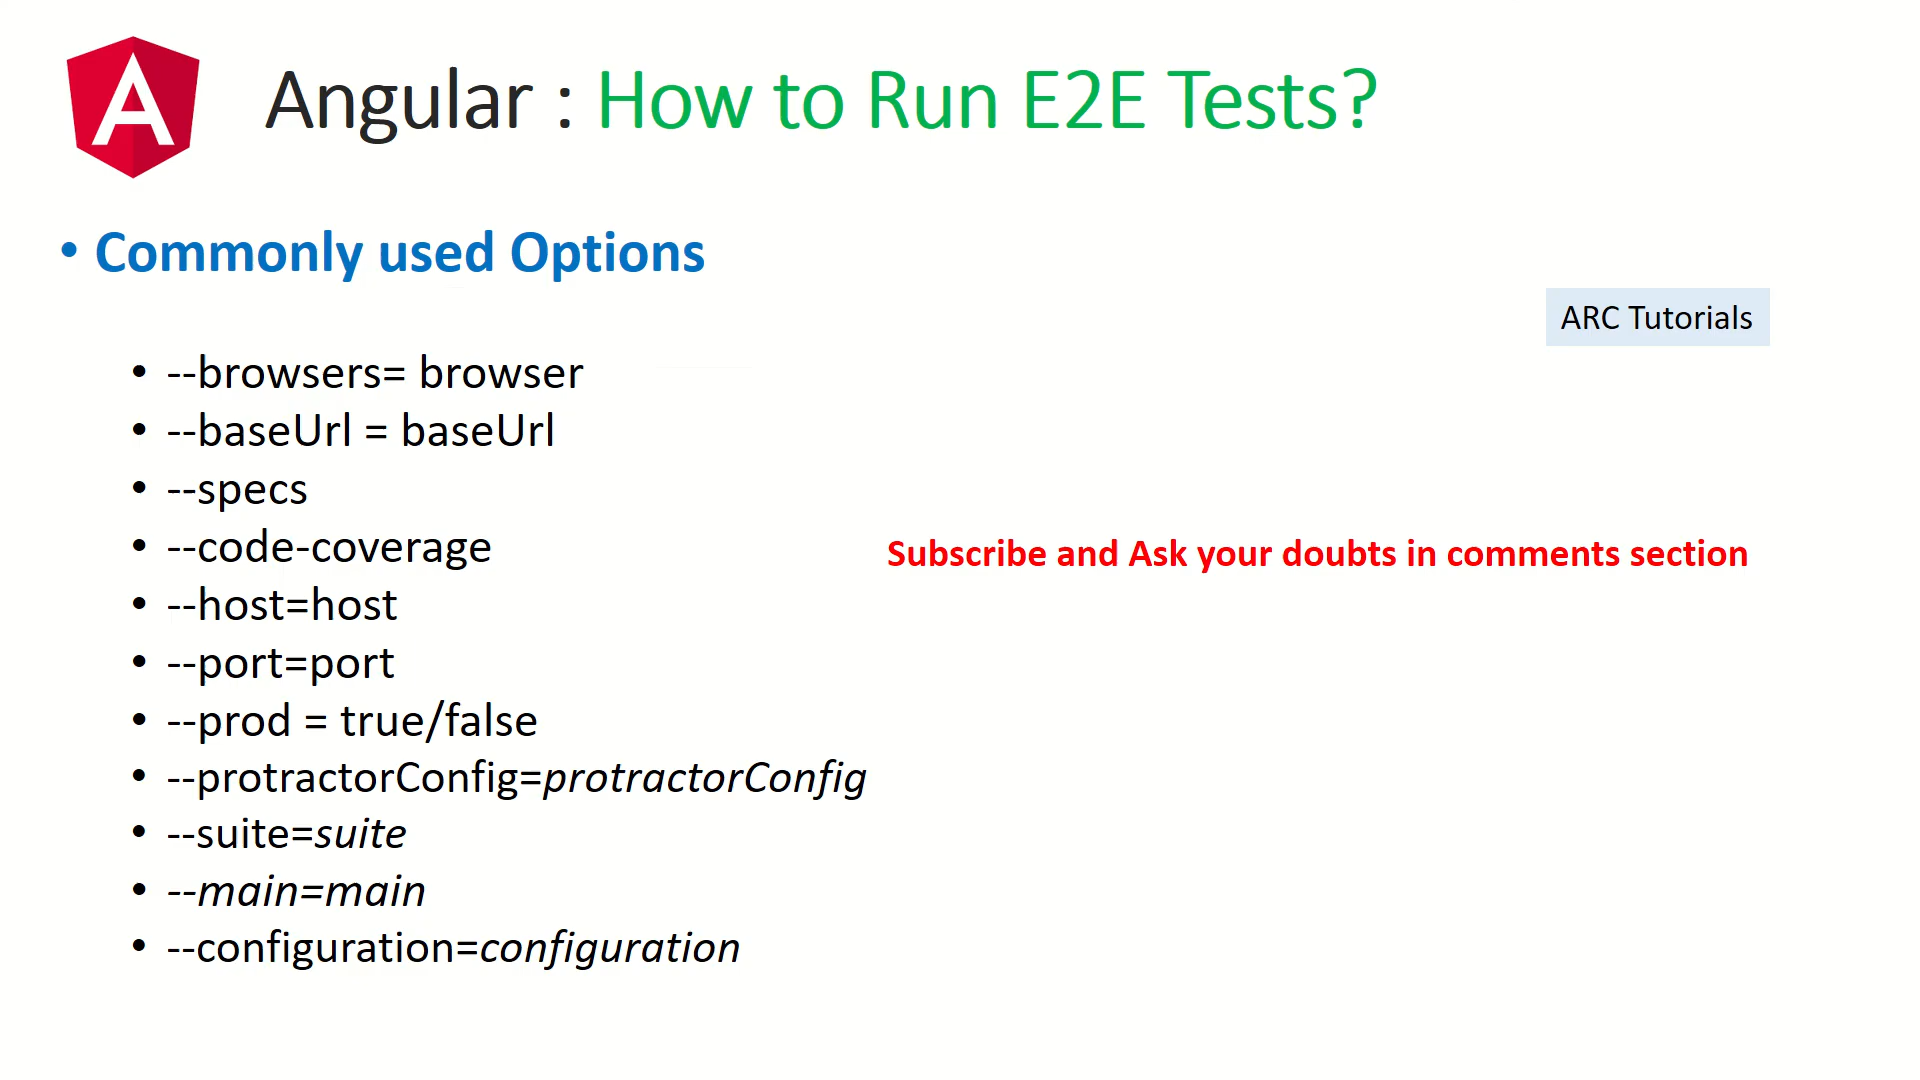 Angular : How to Run E2E Tests?
• Commonly used Options
ARC Tutorials
• --browsers= browser
• --baseUrl = baseUrl
• --specs
• --code-coverage
Subscribe and Ask your doubts in comments section
• --host=host
• --port=port
• --prod = true/false
• --protractorConfig=protractorConfig
• --suite=suite
• --main=main
• --configuration=configuration